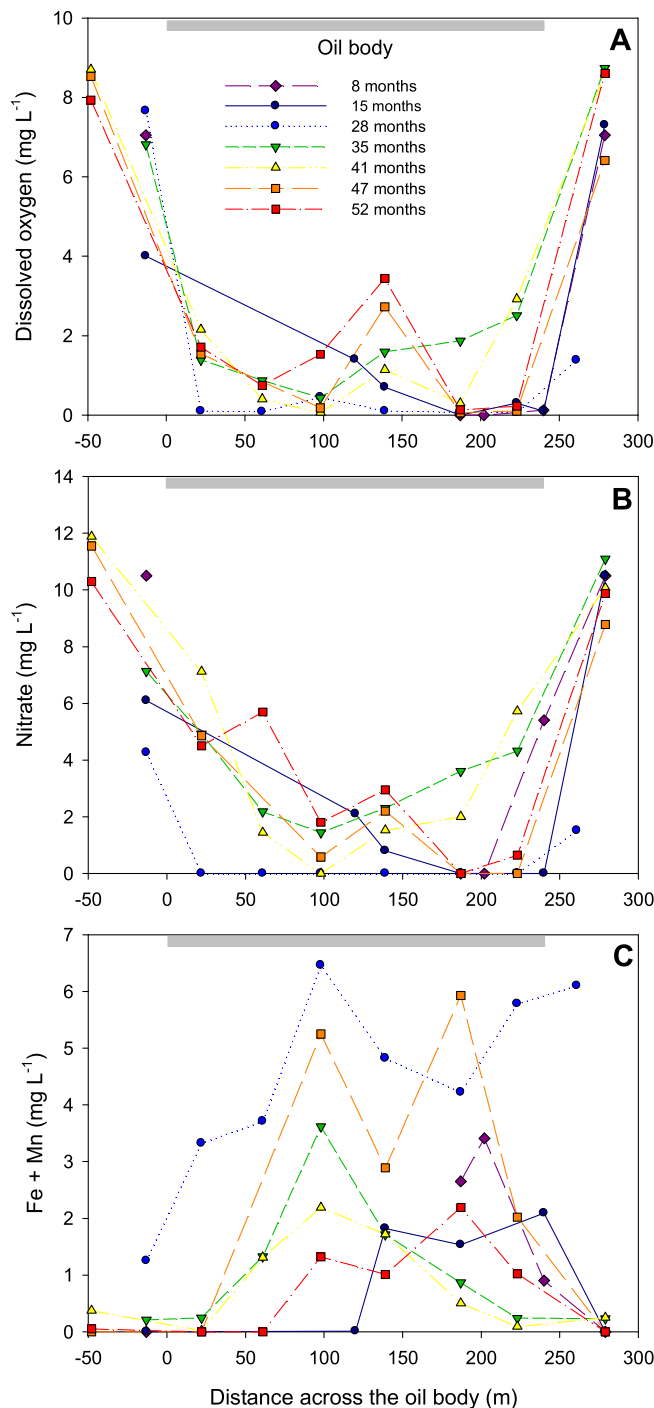 A
Oil body
8 months
15 months
28 months
35 months
41 months
47 months
52 months
Dissolved oxygen (mg L⁻¹)
10
8
6
4
2
0
-50 0 50 100 150 200 250 300
B
Nitrate (mg L⁻¹)
14
12
10
8
6
4
2
0
-50 0 50 100 150 200 250 300
C
Fe + Mn (mg L⁻¹)
7
6
5
4
3
2
1
0
-50 0 50 100 150 200 250 300
Distance across the oil body (m)